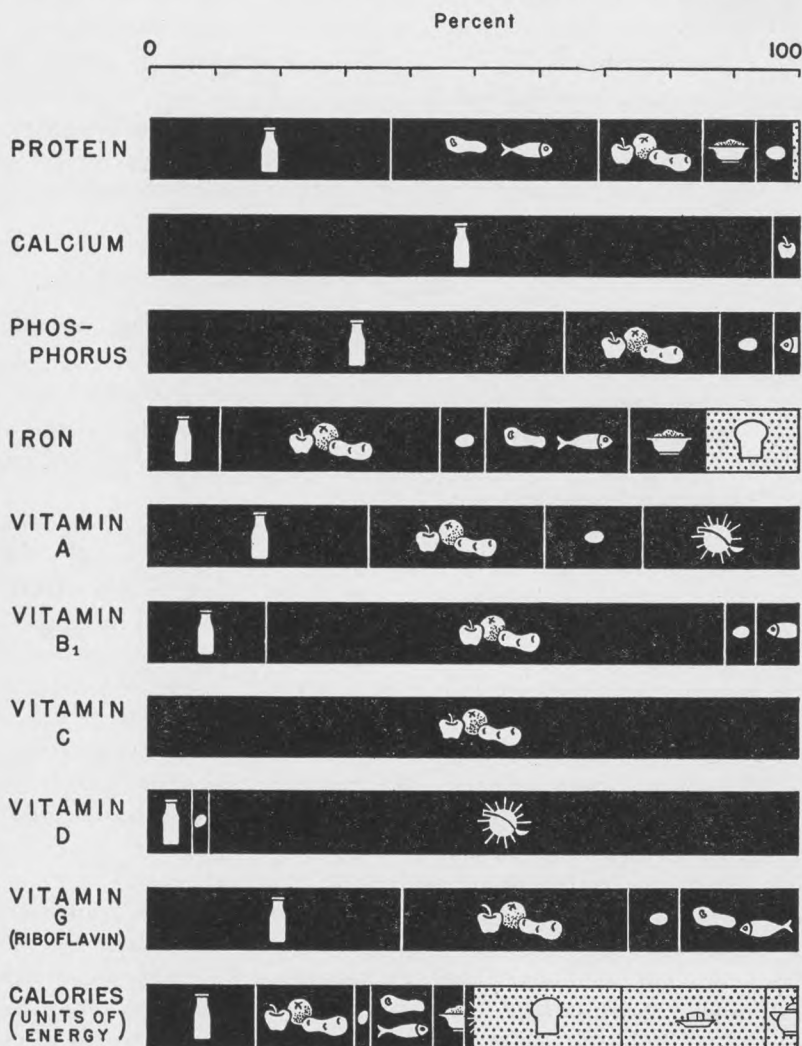 Percent
0 100
PROTEIN
CALCIUM
PHOS-
PHORUS
IRON
VITAMIN
A
VITAMIN
B₁
VITAMIN
C
VITAMIN
D
VITAMIN
G
(RIBOFLAVIN)
CALORIES
(UNITS OF)
ENERGY